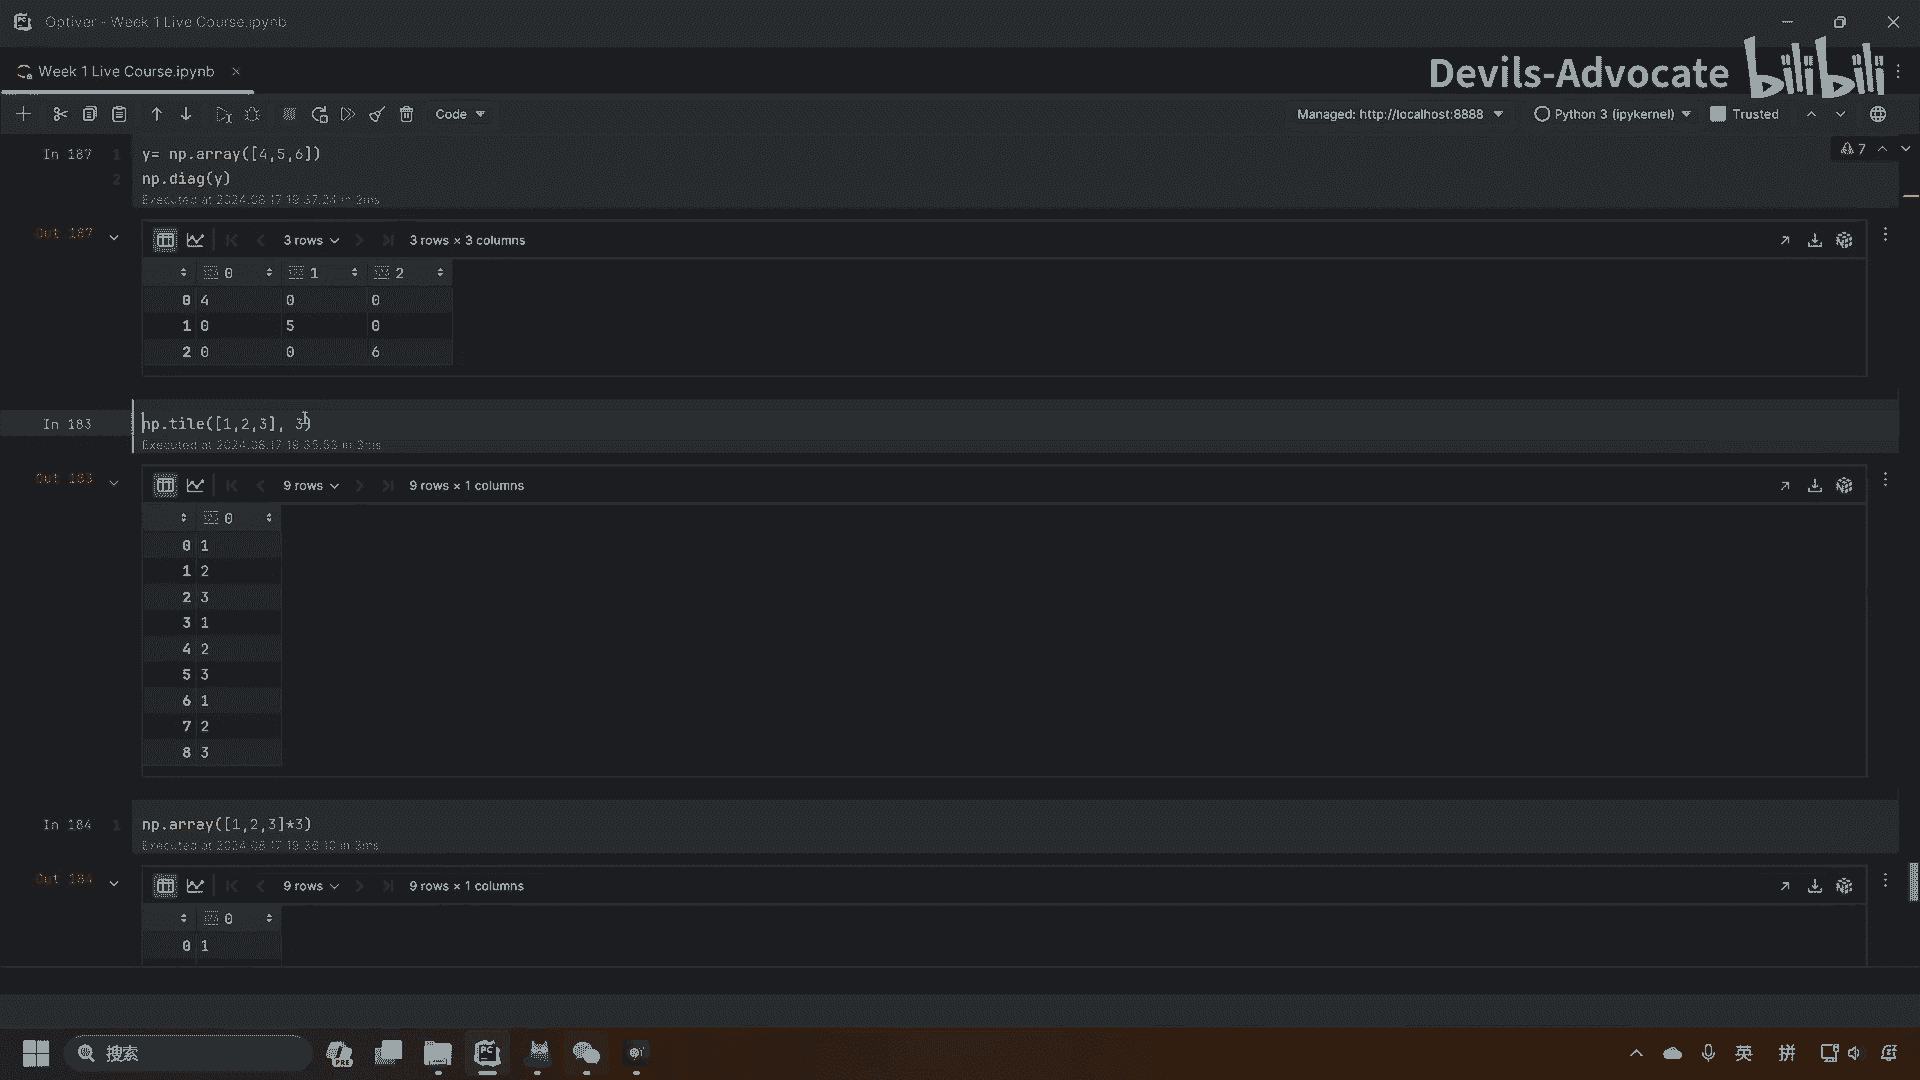 Optiver - Week 1 Live Course.ipynb
Week 1 Live Course.ipynb
Devils-Advocate bilibili
Code
Managed: http://localhost:8888
Python 3 (ipykernel)
Trusted
In 187
1 y= np.array([4,5,6])
2 np.diag(y)
Executed at 2024.08.17 19:37:24 in 3ms
7
Out 187
3 rows
3 rows × 3 columns
0 1 2
0 4 0 0
1 0 5 0
2 0 0 6
In 183
np.tile([1,2,3], 3)
Executed at 2024.08.17 19:35:53 in 3ms
Out 183
9 rows
9 rows × 1 columns
0
0 1
1 2
2 3
3 1
4 2
5 3
6 1
7 2
8 3
In 184
1 np.array([1,2,3]*3)
Executed at 2024.08.17 19:36:10 in 3ms
Out 184
9 rows
9 rows × 1 columns
0
0 1
搜索
PRE
PC
英
拼